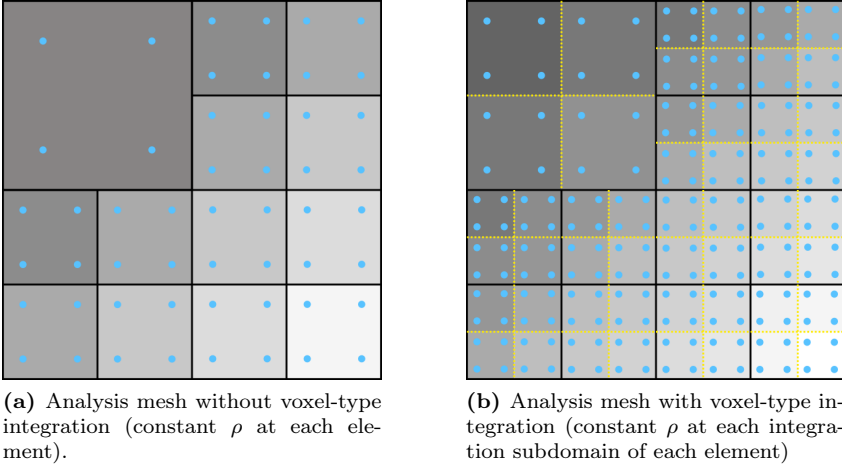 (a) Analysis mesh without voxel-type
integration (constant ρ at each ele-
ment).
(b) Analysis mesh with voxel-type in-
tegration (constant ρ at each integra-
tion subdomain of each element)